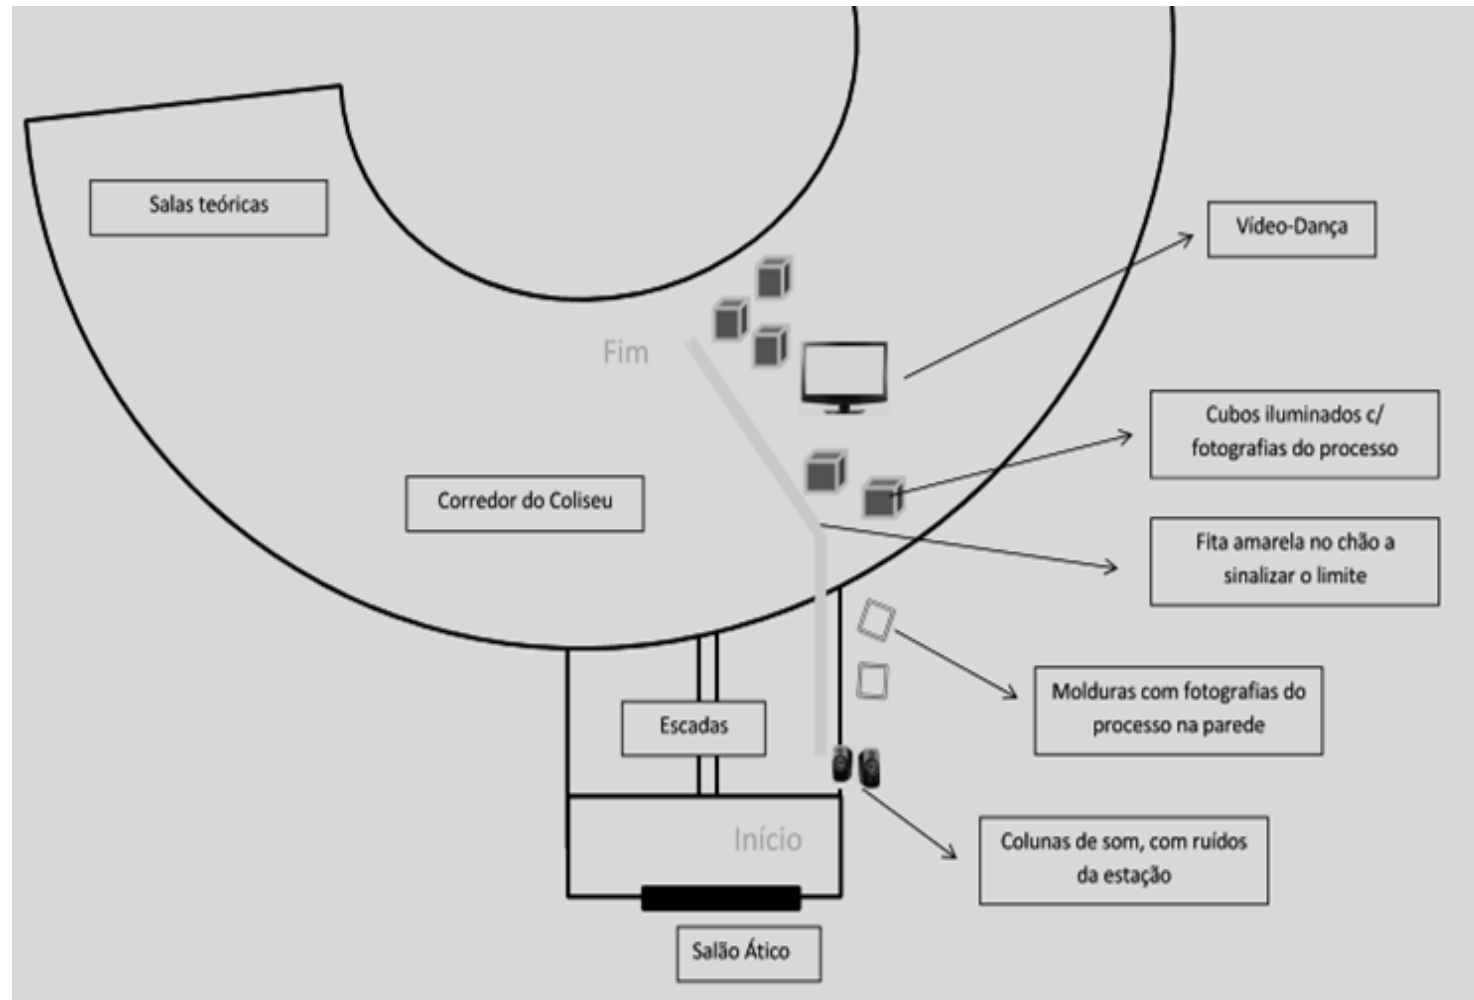 Salas teóricas
Vídeo-Dança
Fim
Cubos iluminados c/
fotografias do processo
Corredor do Coliseu
Fita amarela no chão a
sinalizar o limite
Molduras com fotografias do
processo na parede
Escadas
Início
Colunas de som, com ruídos
da estação
Salão Ático